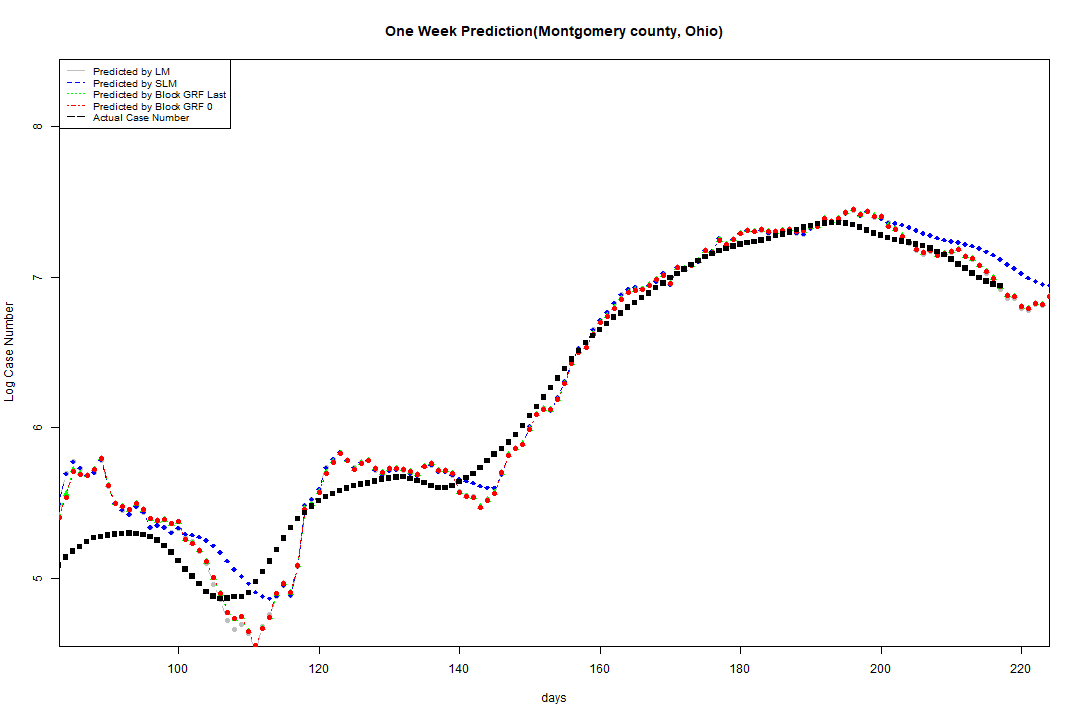 One Week Prediction(Montgomery county, Ohio)
Predicted by LM
Predicted by SLM
Predicted by Block GRF Last
Predicted by Block GRF 0
Actual Case Number
8
7
6
5
Log Case Number
100 120 140 160 180 200 220
days